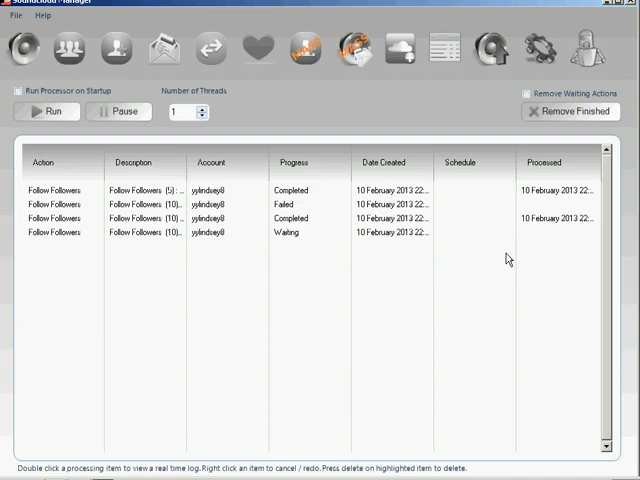 Soundcloud Manager
File Help
Run Processor on Startup Number of Threads Remove Waiting Actions
Run Pause 1 Remove Finished
Action Description Account Progress Date Created Schedule Processed
Follow Followers Follow Followers (5) : ... yylindsey8 Completed 10 February 2013 22:... 10 February 2013 22:...
Follow Followers Follow Followers (10)... yylindsey8 Failed 10 February 2013 22:...
Follow Followers Follow Followers (10) ... yylindsey8 Completed 10 February 2013 22:... 10 February 2013 22:...
Follow Followers Follow Followers (10)... yylindsey8 Waiting 10 February 2013 22:...
Double click a processing item to view a real time log. Right click an item to cancel / redo. Press delete on highlighted item to delete.